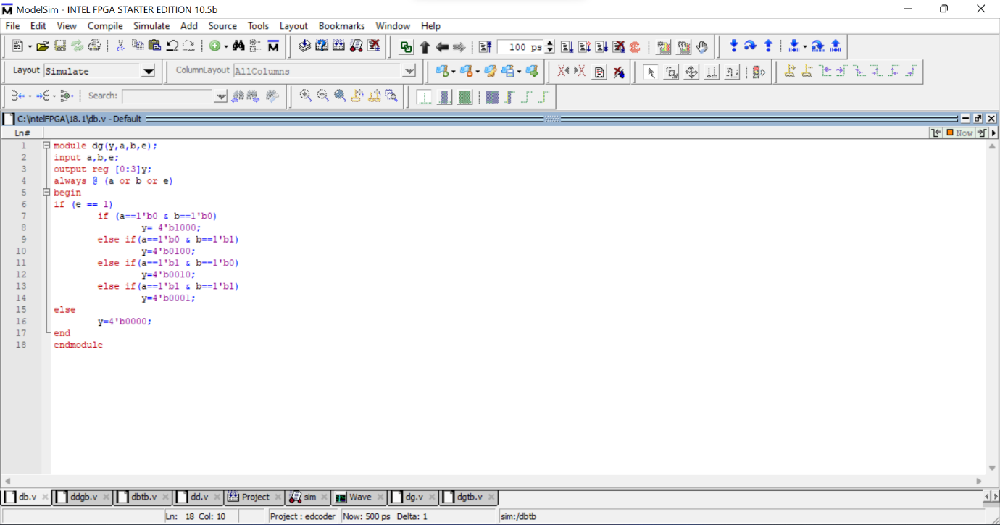 ModelSim - INTEL FPGA STARTER EDITION 10.5b
File Edit View Compile Simulate Add Source Tools Layout Bookmarks Window Help
100 ps
Layout Simulate
ColumnLayout AllColumns
Search:
C:\intelFPGA\18.1\db.v - Default
Ln#
Now
1 module dg(y,a,b,e);
2 input a,b,e;
3 output reg [0:3]y;
4 always @ (a or b or e)
5 begin
6 if (e == 1)
7 if (a==1'b0 & b==1'b0)
8 y= 4'b1000;
9 else if(a==1'b0 & b==1'b1)
10 y=4'b0100;
11 else if(a==1'b1 & b==1'b0)
12 y=4'b0010;
13 else if(a==1'b1 & b==1'b1)
14 y=4'b0001;
15 else
16 y=4'b0000;
17 end
18 endmodule
db.v ddgb.v dbtb.v dd.v Project sim Wave dg.v dgtb.v
Ln: 18 Col: 10 Project : edcoder Now: 500 ps Delta: 1 sim:/dbtb